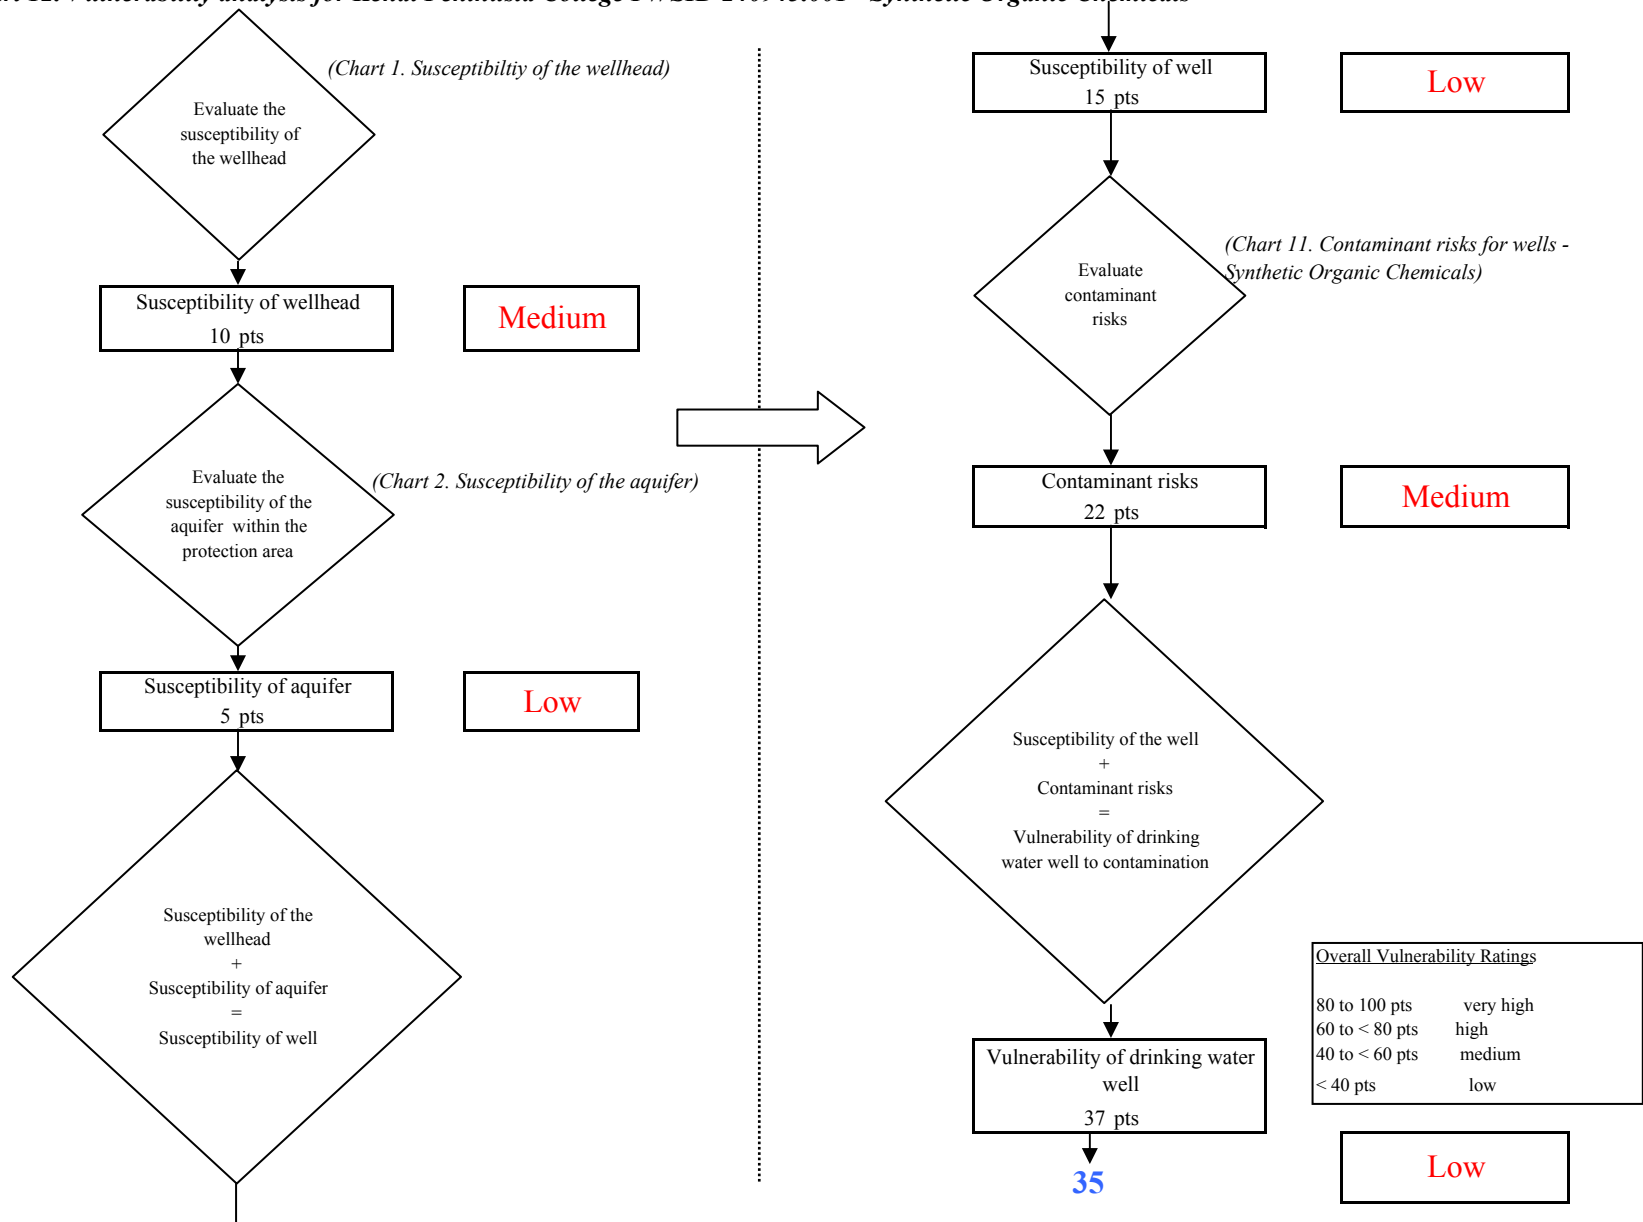 (Chart 1. Susceptibiltiy of the wellhead)
Evaluate the
susceptibility of
the wellhead
Susceptibility of wellhead
10 pts
Medium
Evaluate the
susceptibility of the
aquifer within the
protection area
(Chart 2. Susceptibility of the aquifer)
Susceptibility of aquifer
5 pts
Low
Susceptibility of the
wellhead
+
Susceptibility of aquifer
=
Susceptibility of well
Susceptibility of well
15 pts
Low
(Chart 11. Contaminant risks for wells -
Synthetic Organic Chemicals)
Evaluate
contaminant
risks
Contaminant risks
22 pts
Medium
Susceptibility of the well
+
Contaminant risks
=
Vulnerability of drinking
water well to contamination
Vulnerability of drinking water
well
37 pts
35
Overall Vulnerability Ratings
80 to 100 pts very high
60 to < 80 pts high
40 to < 60 pts medium
< 40 pts low
Low